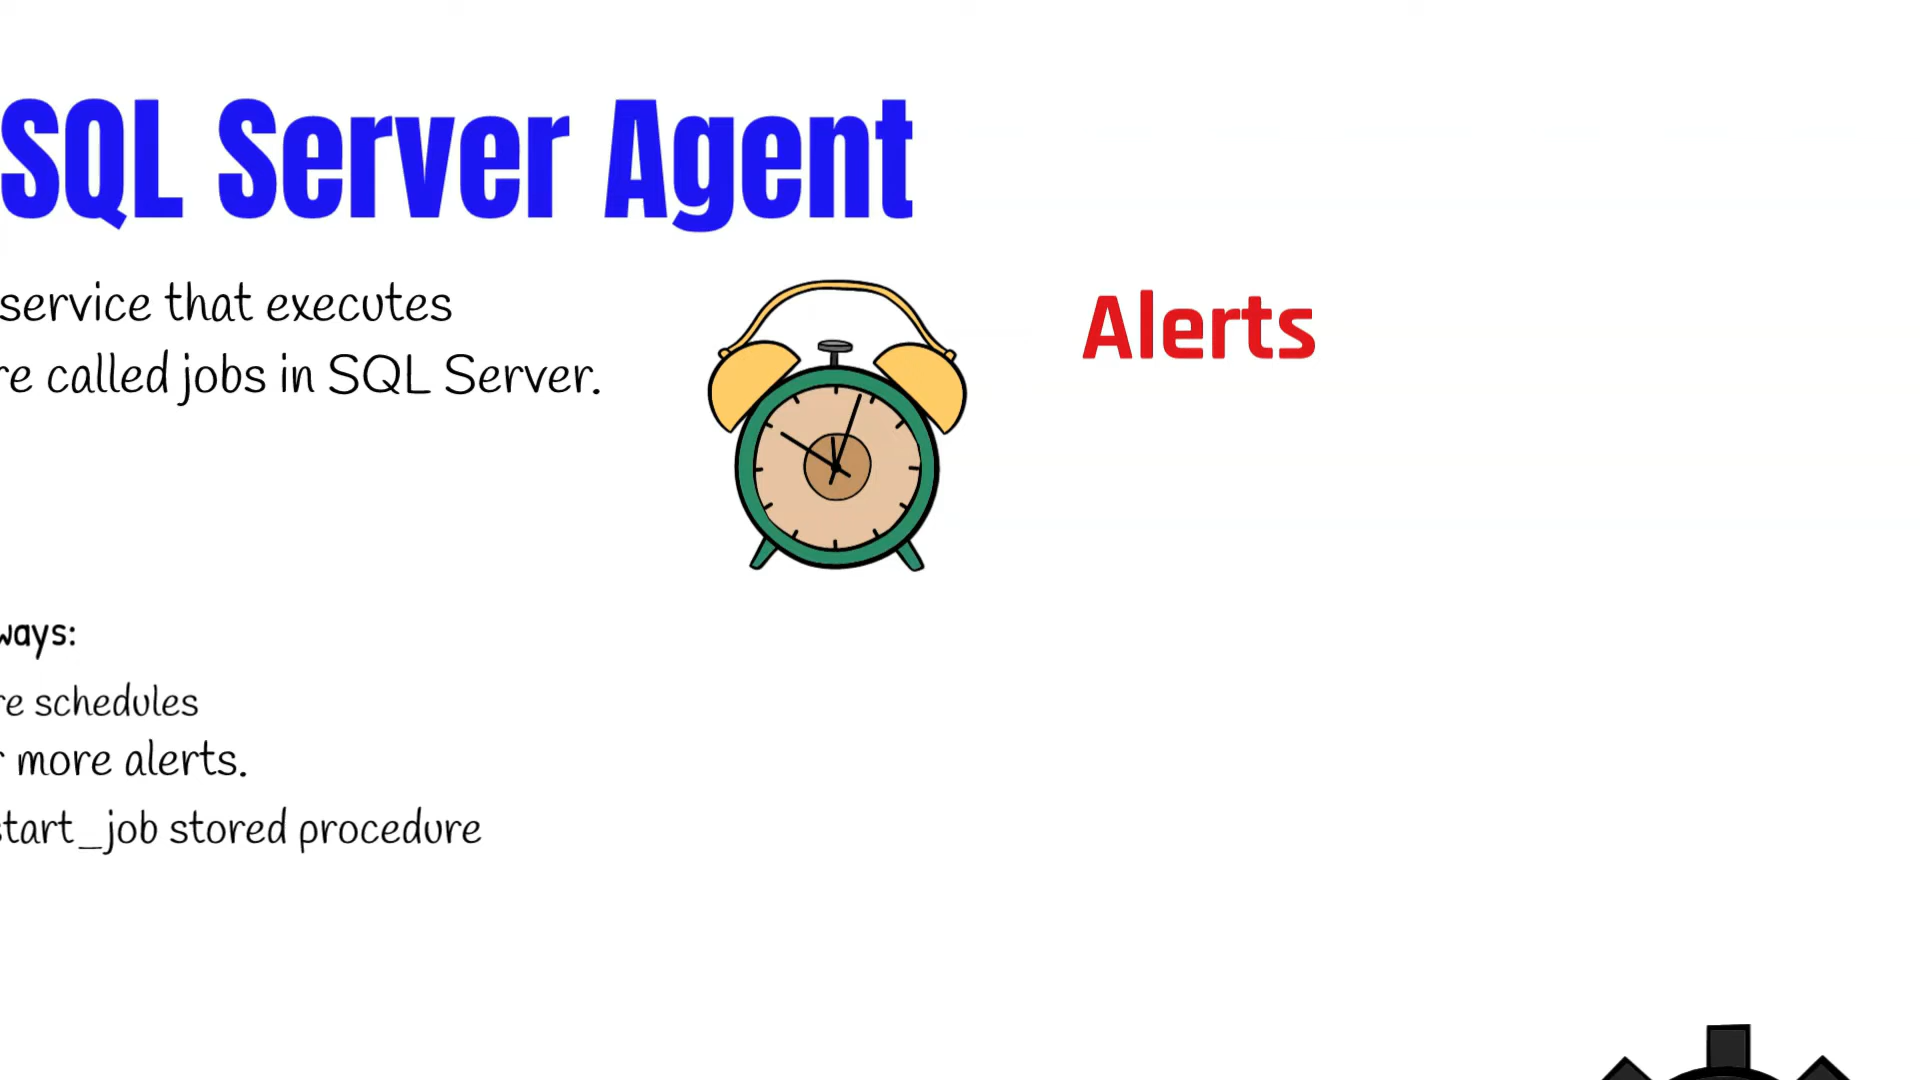 SQL Server Agent
service that executes
re called jobs in SQL Server.
Alerts
ways:
re schedules
r more alerts.
start_job stored procedure